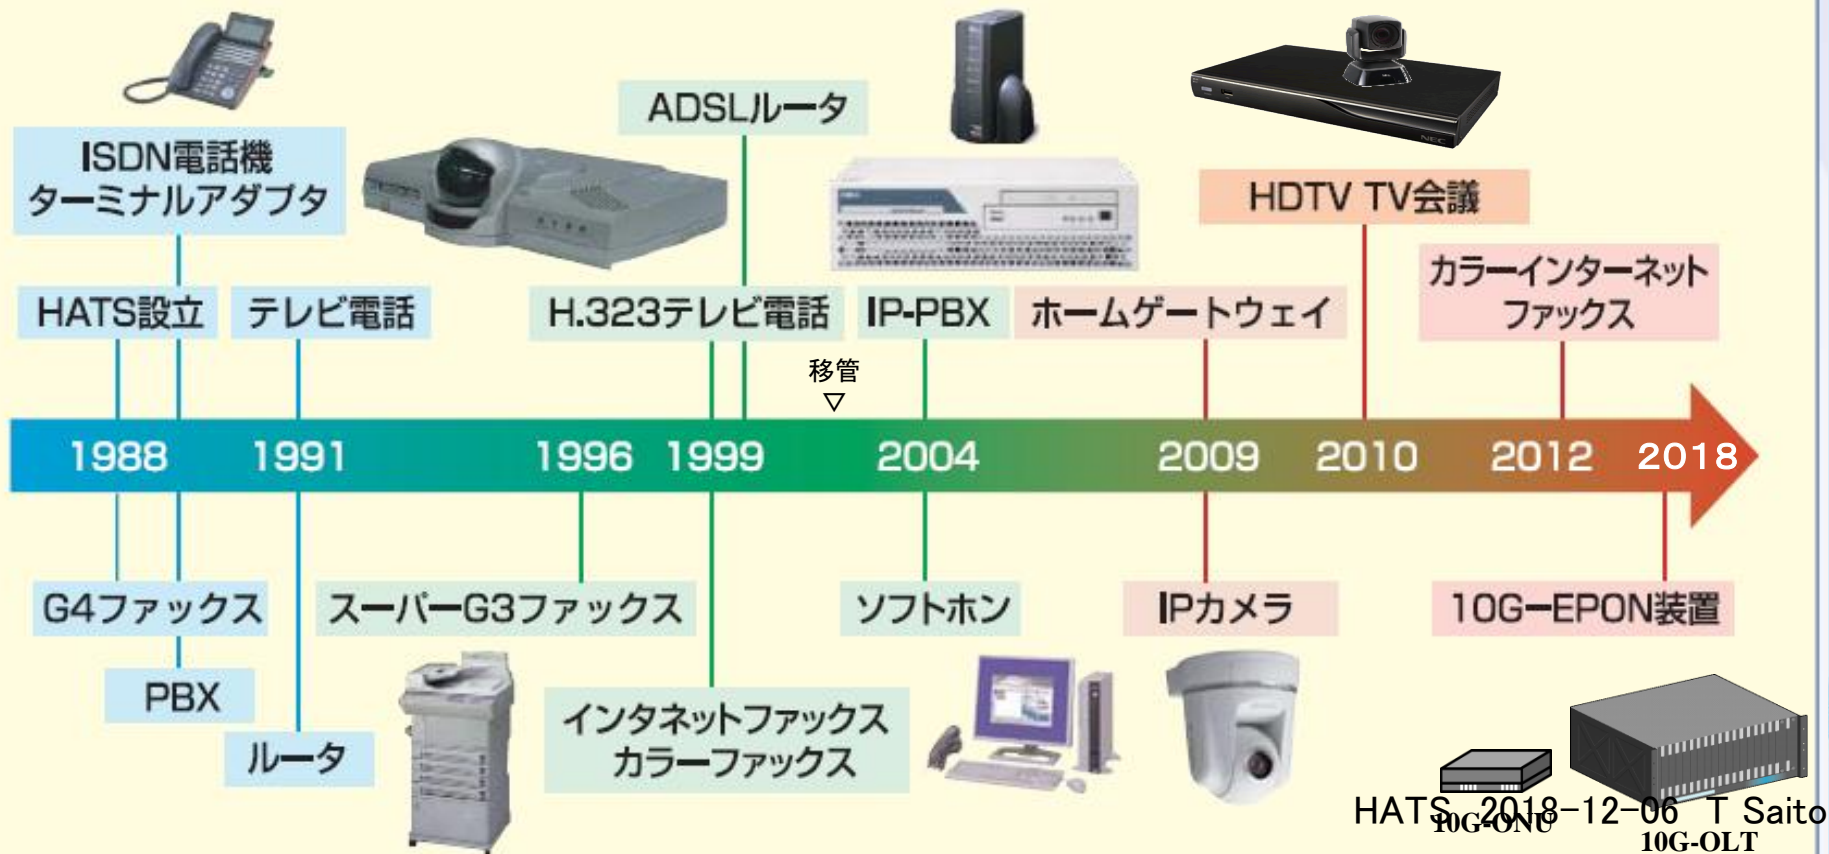 ADSLルータ
ISDN電話機
ターミナルアダプタ
HDTV TV会議
カラーインターネット
ファックス
HATS設立
テレビ電話
H.323テレビ電話
IP-PBX
ホームゲートウェイ
移管
▽
1988
1991
1996
1999
2004
2009
2010
2012
2018
G4ファックス
スーパーG3ファックス
ソフトホン
IPカメラ
10G-EPON装置
PBX
インタネットファックス
カラーファックス
ルータ
HATS 2018-12-06 T Saito
10G-ONU
10G-OLT
NEC